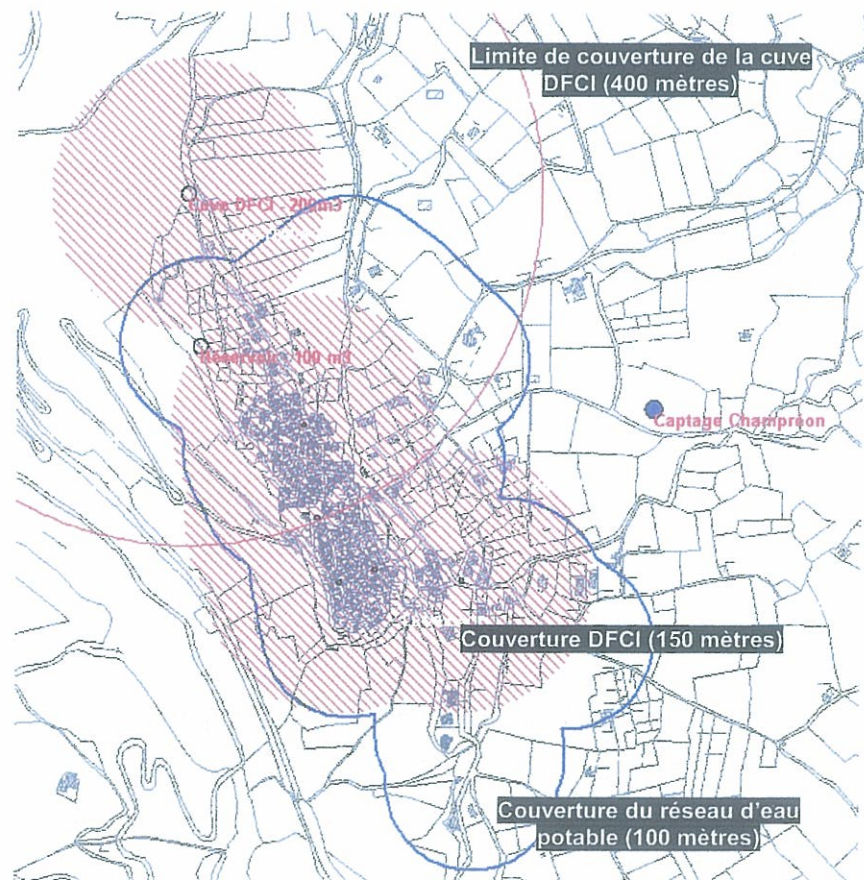 Limite de couverture de la cuve
DFCI (400 mètres)
Cuve DFCI - 200m3
Réservoir - 100 m3
Captage Champréon
Couverture DFCI (150 mètres)
Couverture du réseau d'eau
potable (100 mètres)